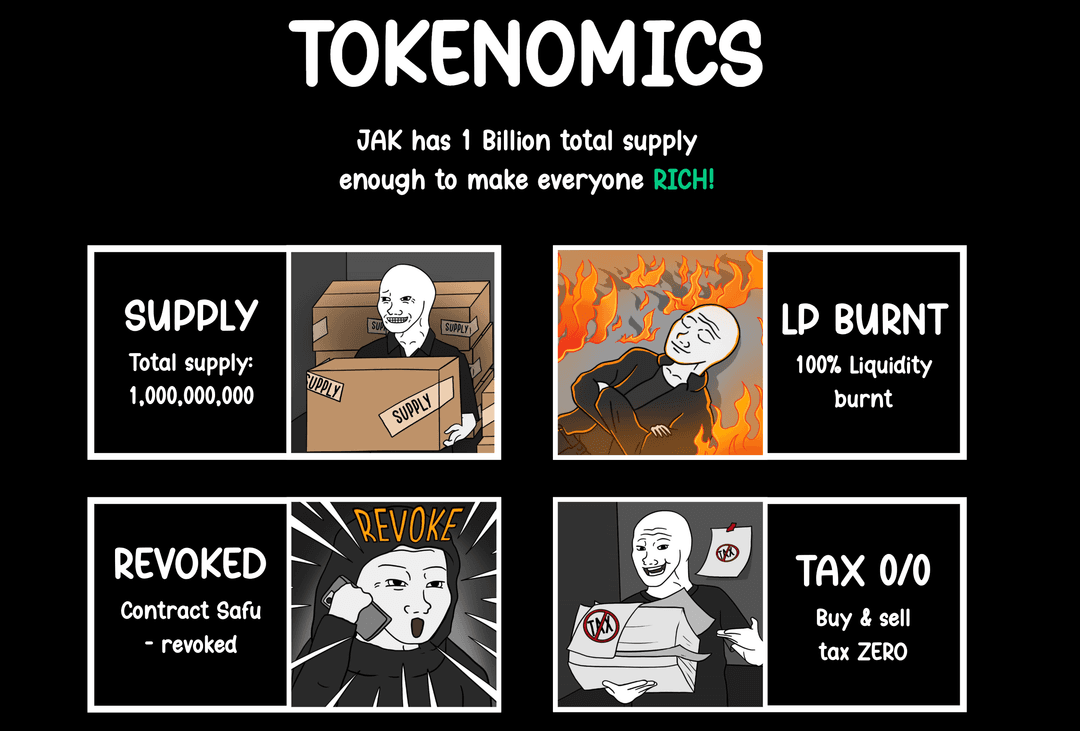 TOKENOMICS
JAK has 1 Billion total supply
enough to make everyone RICH!
SUPPLY
Total supply:
1,000,000,000
SUPPLY
SUPPLY
SUPPLY
LP BURNT
100% Liquidity
burnt
REVOKED
Contract Safu
- revoked
REVOKE
TAX
TAX
TAX 0/0
Buy & sell
tax ZERO